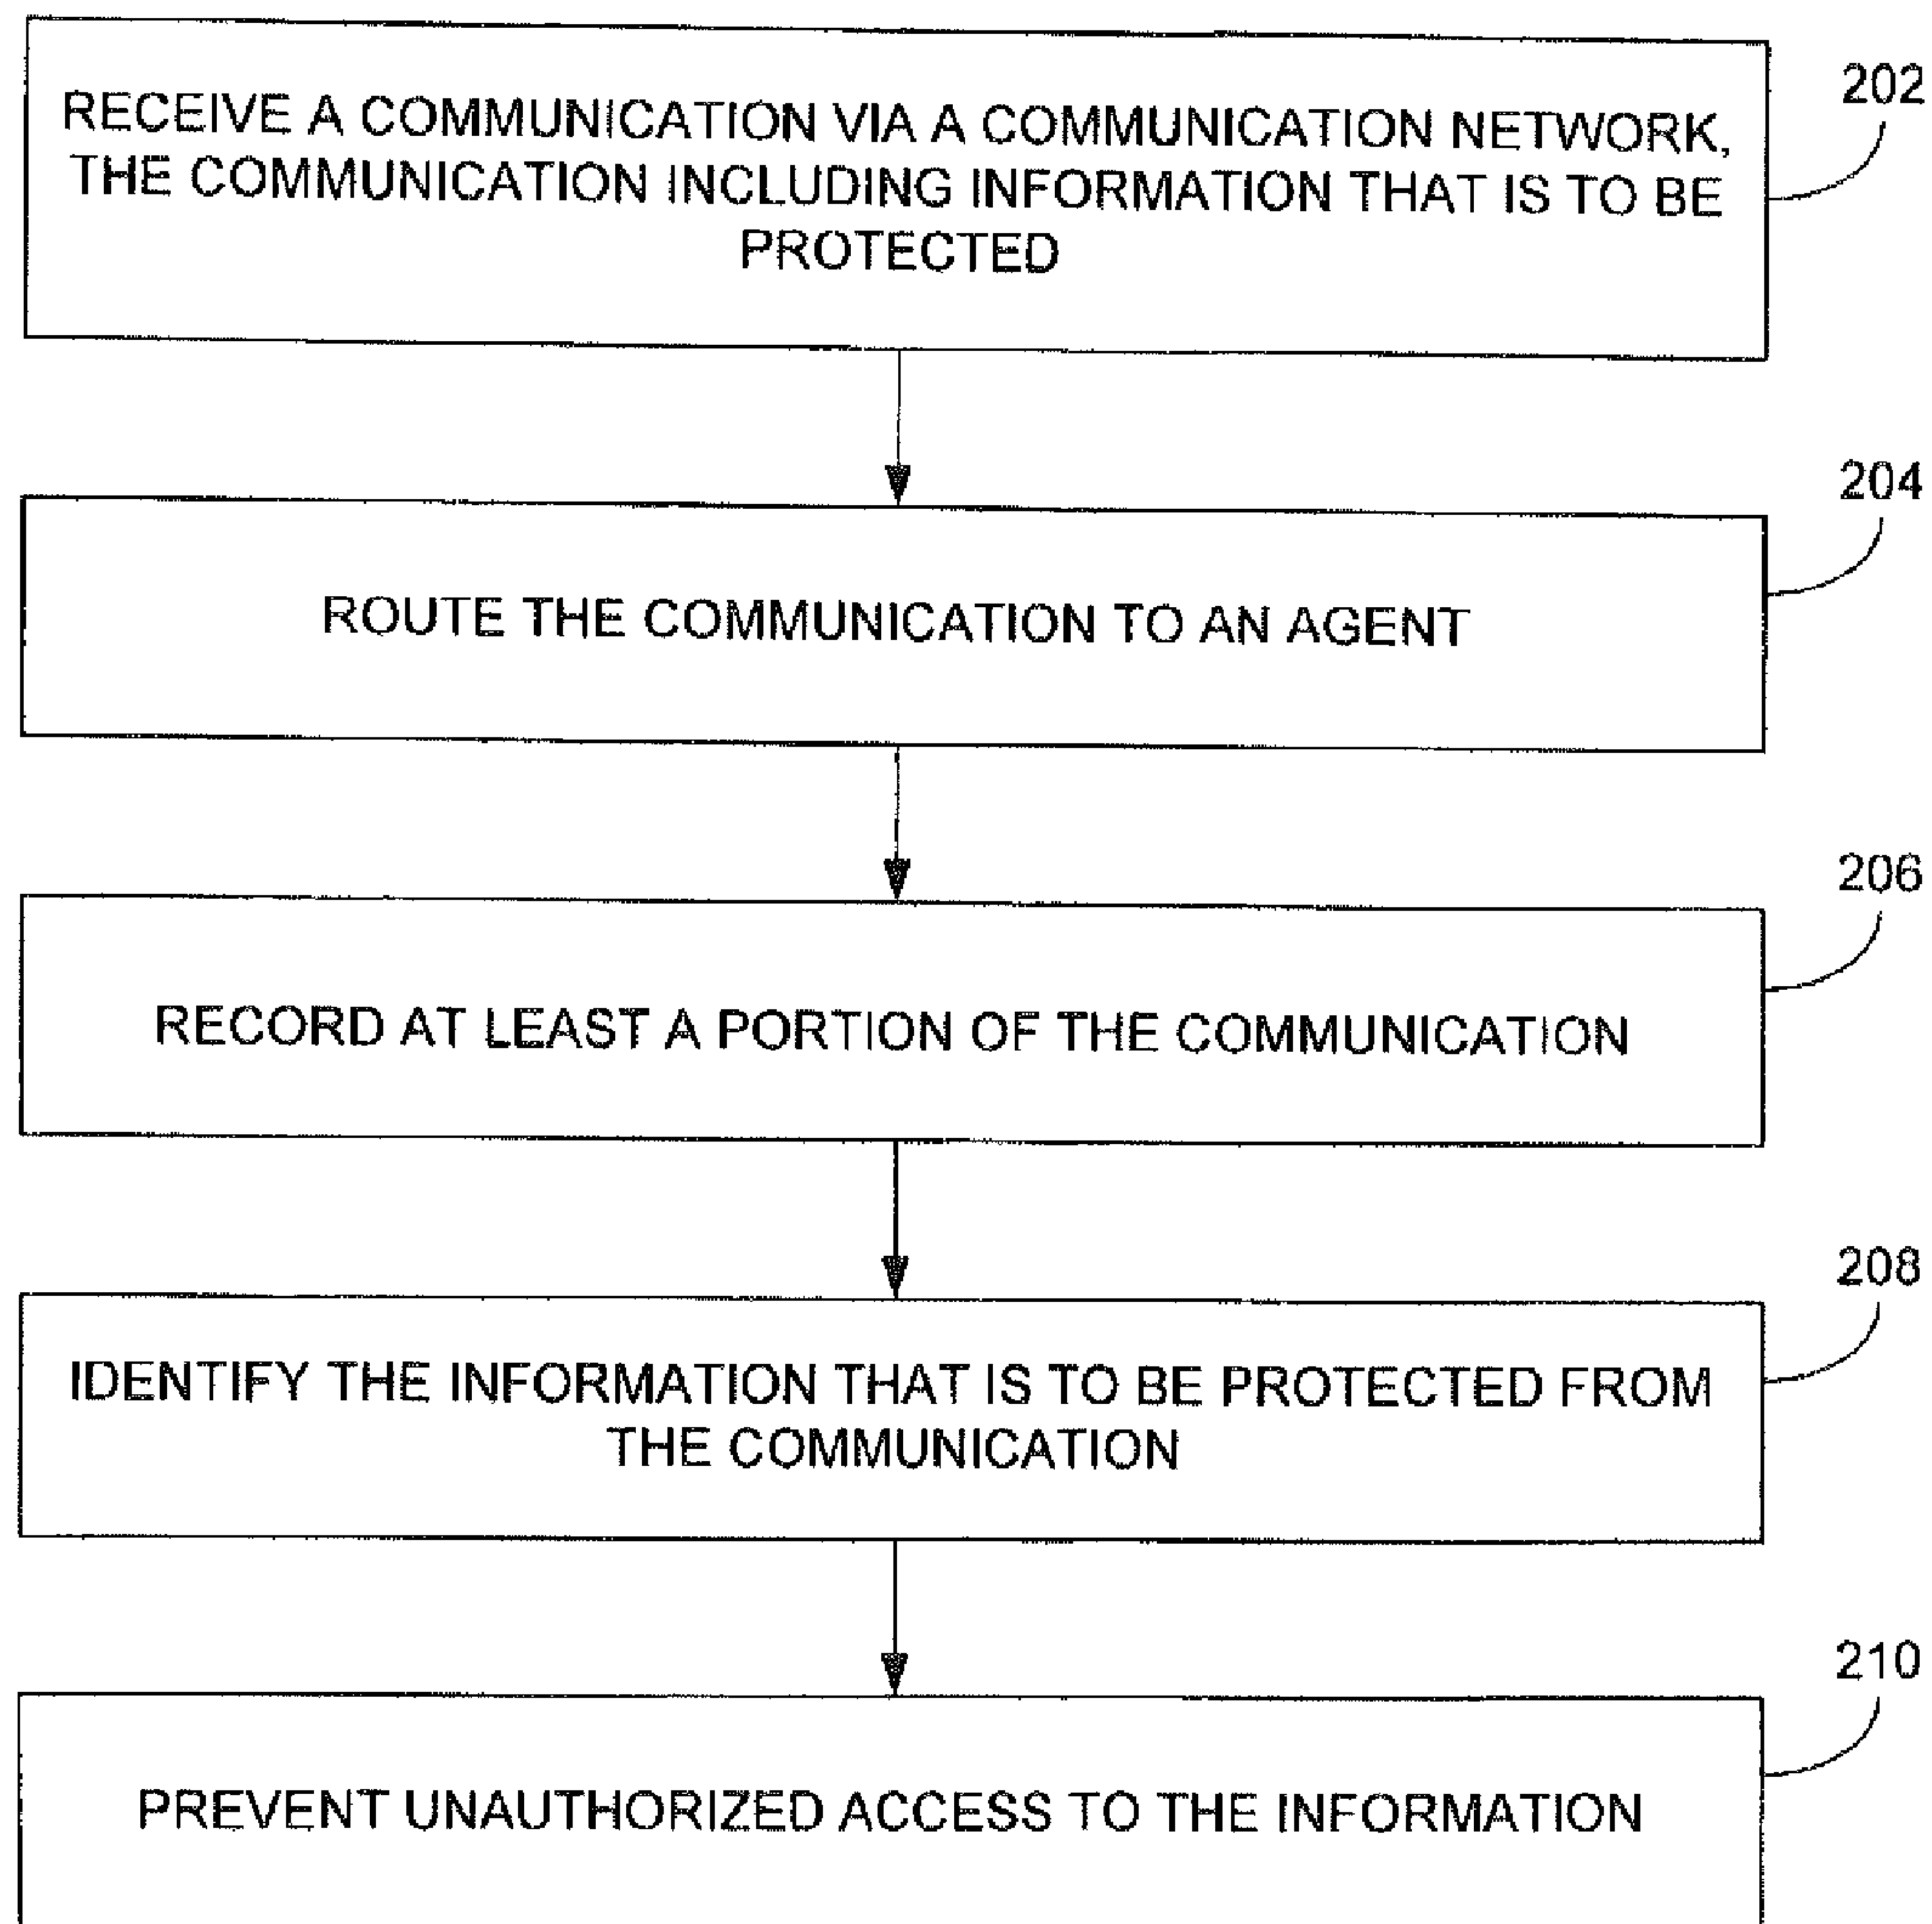 202
RECEIVE A COMMUNICATION VIA A COMMUNICATION NETWORK,
THE COMMUNICATION INCLUDING INFORMATION THAT IS TO BE
PROTECTED
204
ROUTE THE COMMUNICATION TO AN AGENT
206
RECORD AT LEAST A PORTION OF THE COMMUNICATION
208
IDENTIFY THE INFORMATION THAT IS TO BE PROTECTED FROM
THE COMMUNICATION
210
PREVENT UNAUTHORIZED ACCESS TO THE INFORMATION